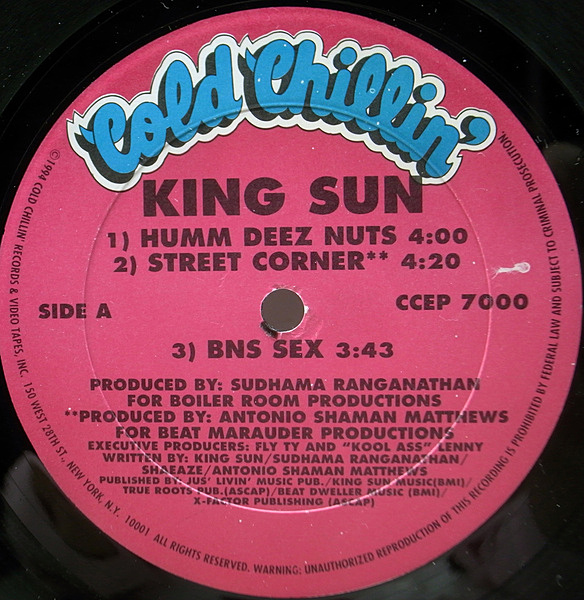 Cold Chillin'
KING SUN
1) HUMM DEEZ NUTS 4:00
2) STREET CORNER** 4:20
SIDE A
CCEP 7000
3) BNS SEX 3:43
PRODUCED BY: SUDHAMA RANGANATHAN
FOR BOILER ROOM PRODUCTIONS
**PRODUCED BY: ANTONIO SHAMAN MATTHEWS
FOR BEAT MARAUDER PRODUCTIONS
EXECUTIVE PRODUCERS: FLY TY AND "KOOL ASS" LENNY
WRITTEN BY: KING SUN/SUDHAMA RANGANATHAN/
SHABAZE/ANTONIO SHAMAN MATTHEWS
PUBLISHED BY: 'JS' LIVIN' MUSIC PUB./KING SUN MUSIC(BMI)/
TRUE ROOTS PUB.(ASCAP)/BEAT DWELLER MUSIC (BMI)/
X-FACTOR PUBLISHING (ASCAP)
©1994 COLD CHILLIN' RECORDS & VIDEO TAPES, INC. 150 WEST 28TH ST., NEW YORK, N.Y. 10001 ALL RIGHTS RESERVED. WARNING: UNAUTHORIZED REPRODUCTION OF THIS RECORDING IS PROHIBITED BY FEDERAL LAW AND SUBJECT TO CRIMINAL PROSECUTION.